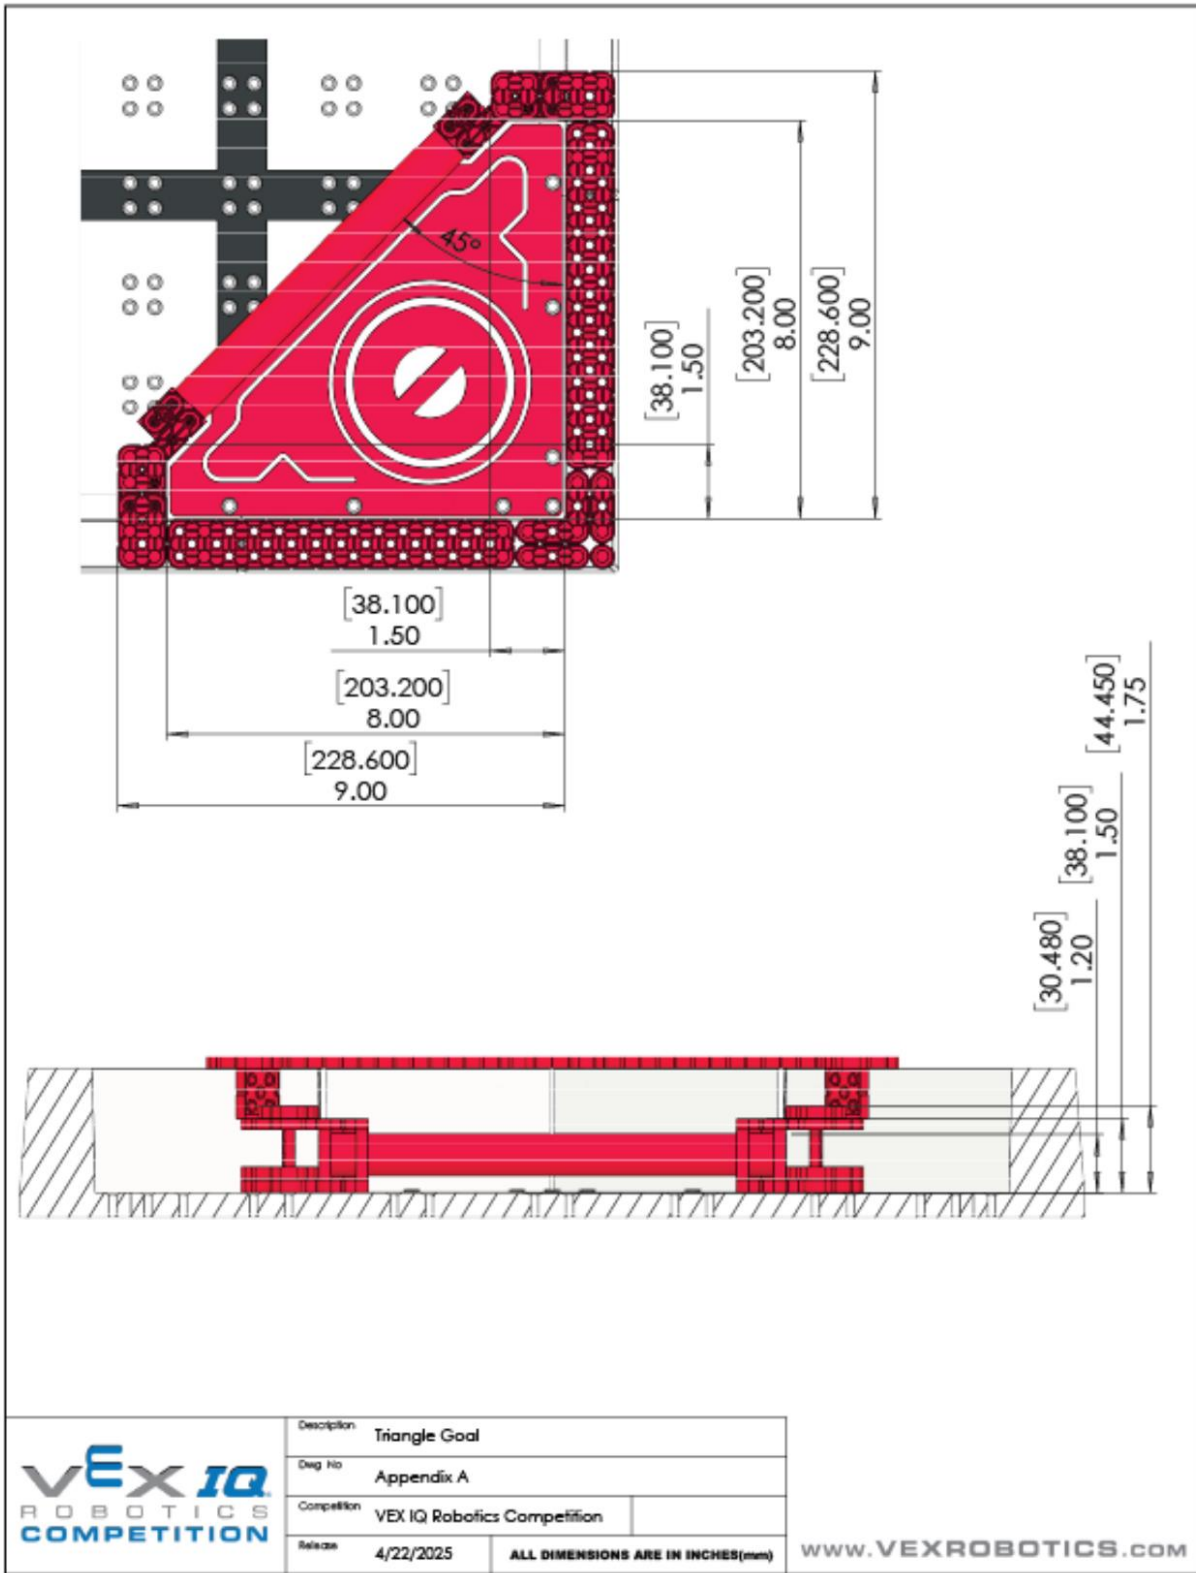 45°
[38.100]
1.50
[203.200]
8.00
[228.600]
9.00
[38.100]
1.50
[203.200]
8.00
[228.600]
9.00
[44.450]
1.75
[38.100]
1.50
[30.480]
1.20
VEX IQ
ROBOTICS
COMPETITION
Description Triangle Goal
Dwg No Appendix A
Competition VEX IQ Robotics Competition
Release 4/22/2025 ALL DIMENSIONS ARE IN INCHES(mm)
www.VEXROBOTICS.com